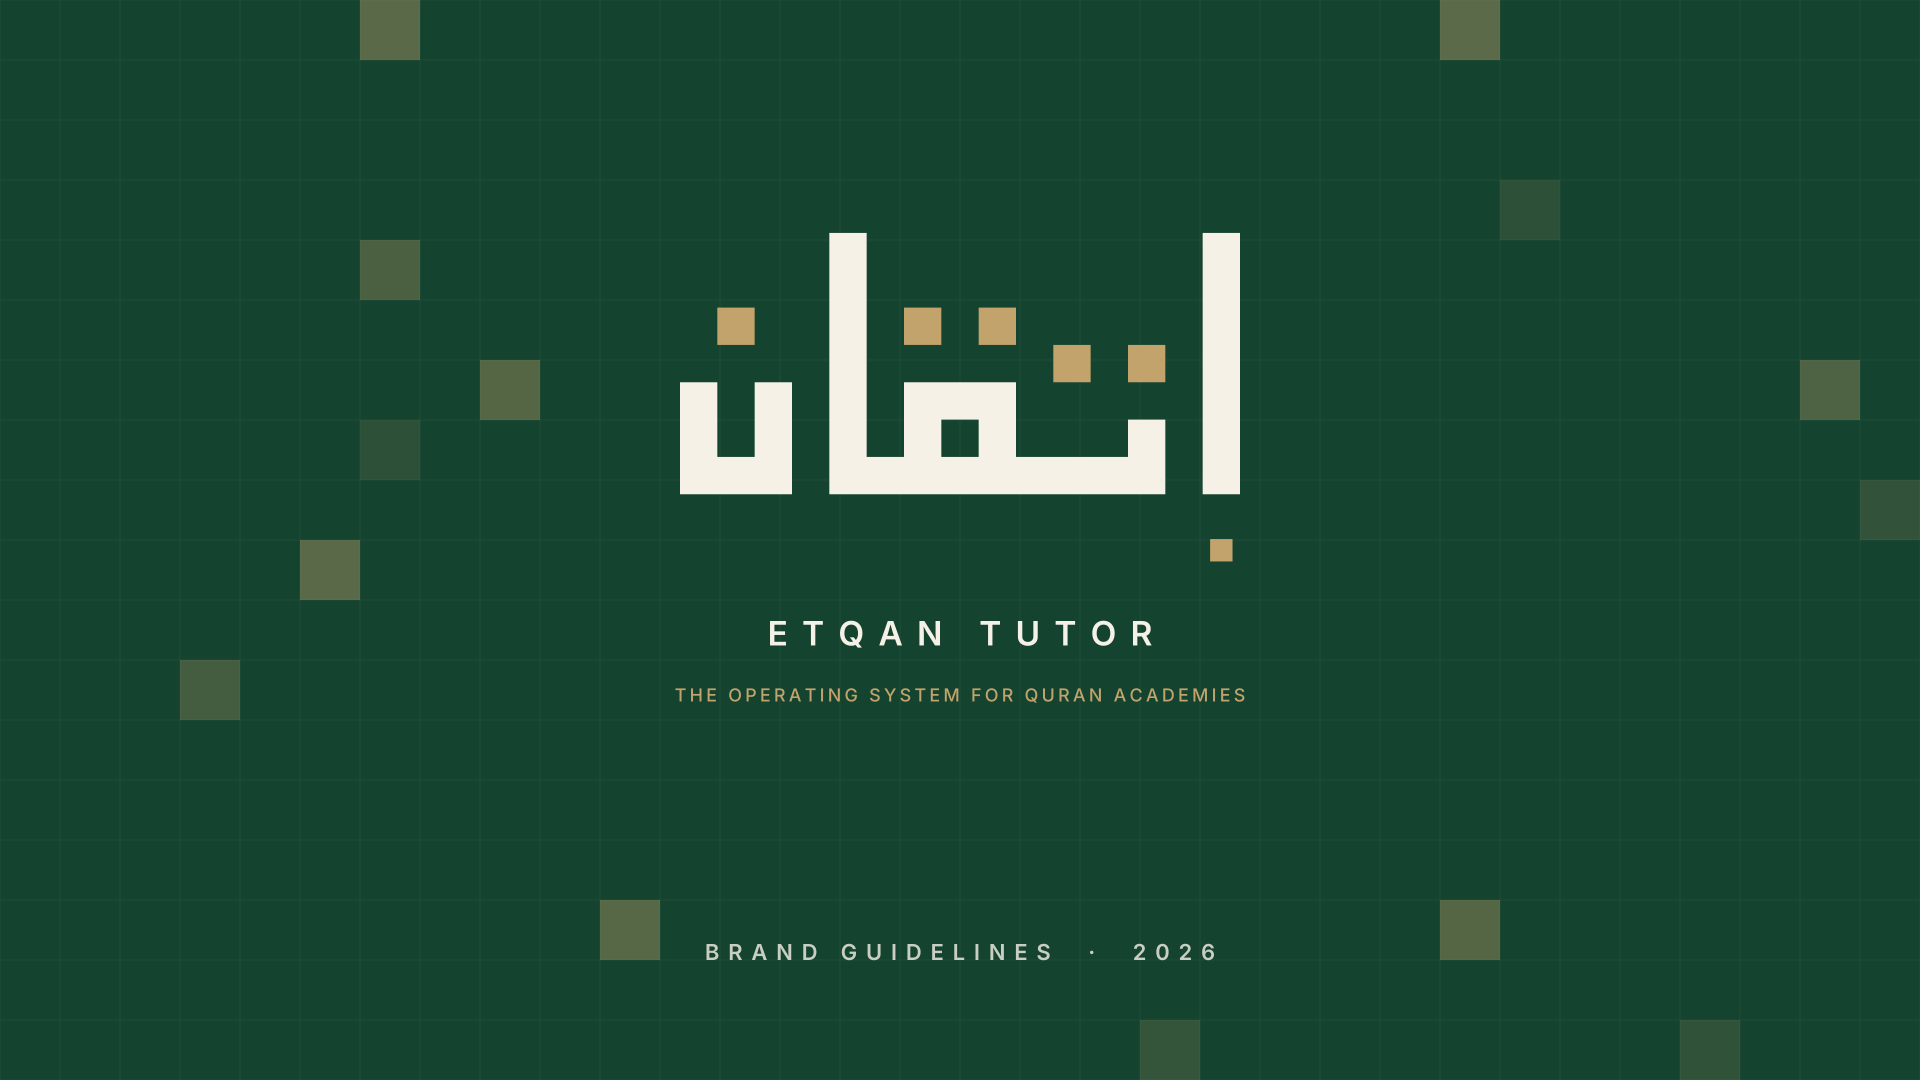 إتقان
ETQAN TUTOR
THE OPERATING SYSTEM FOR QURAN ACADEMIES
BRAND GUIDELINES · 2026